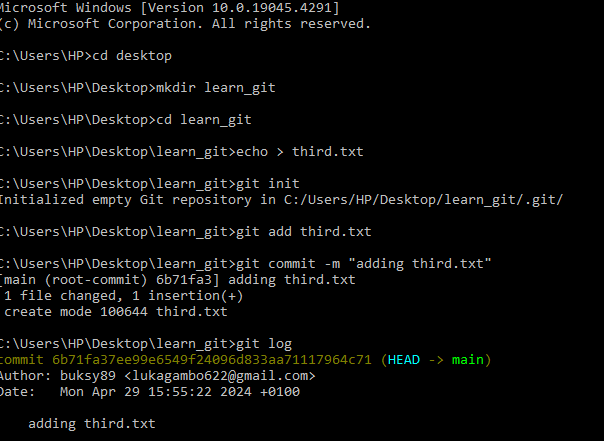 Microsoft Windows [Version 10.0.19045.4291]
(c) Microsoft Corporation. All rights reserved.
C:\Users\HP>cd desktop
C:\Users\HP\Desktop>mkdir learn_git
C:\Users\HP\Desktop>cd learn_git
C:\Users\HP\Desktop\learn_git>echo > third.txt
C:\Users\HP\Desktop\learn_git>git init
Initialized empty Git repository in C:/Users/HP/Desktop/learn_git/.git/
C:\Users\HP\Desktop\learn_git>git add third.txt
C:\Users\HP\Desktop\learn_git>git commit -m "adding third.txt"
[main (root-commit) 6b71fa3] adding third.txt
1 file changed, 1 insertion(+)
create mode 100644 third.txt
C:\Users\HP\Desktop\learn_git>git log
commit 6b71fa37ee99e6549f24096d833aa71117964c71 (HEAD -> main)
Author: buksy89 <lukagambo622@gmail.com>
Date:   Mon Apr 29 15:55:22 2024 +0100
adding third.txt